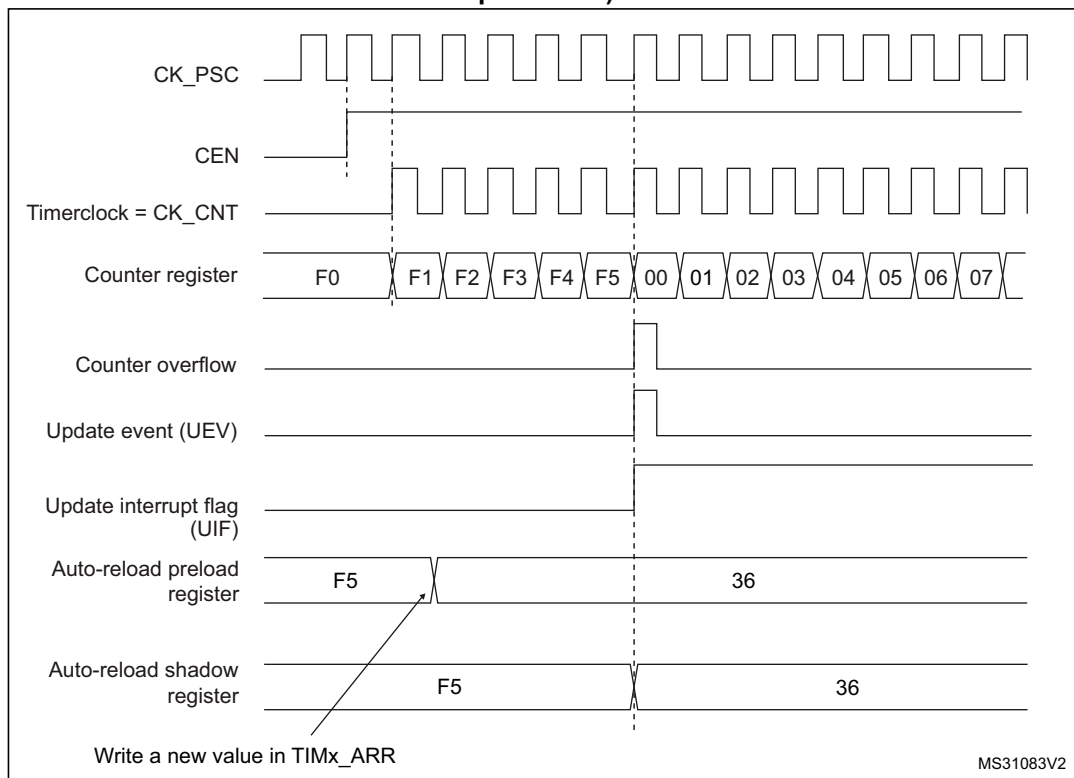 CK_PSC
CEN
Timerclock = CK_CNT
Counter register
F0 F1 F2 F3 F4 F5 00 01 02 03 04 05 06 07
Counter overflow
Update event (UEV)
Update interrupt flag
(UIF)
Auto-reload preload
register
F5 36
Auto-reload shadow
register
F5 36
Write a new value in TIMx_ARR
MS31083V2